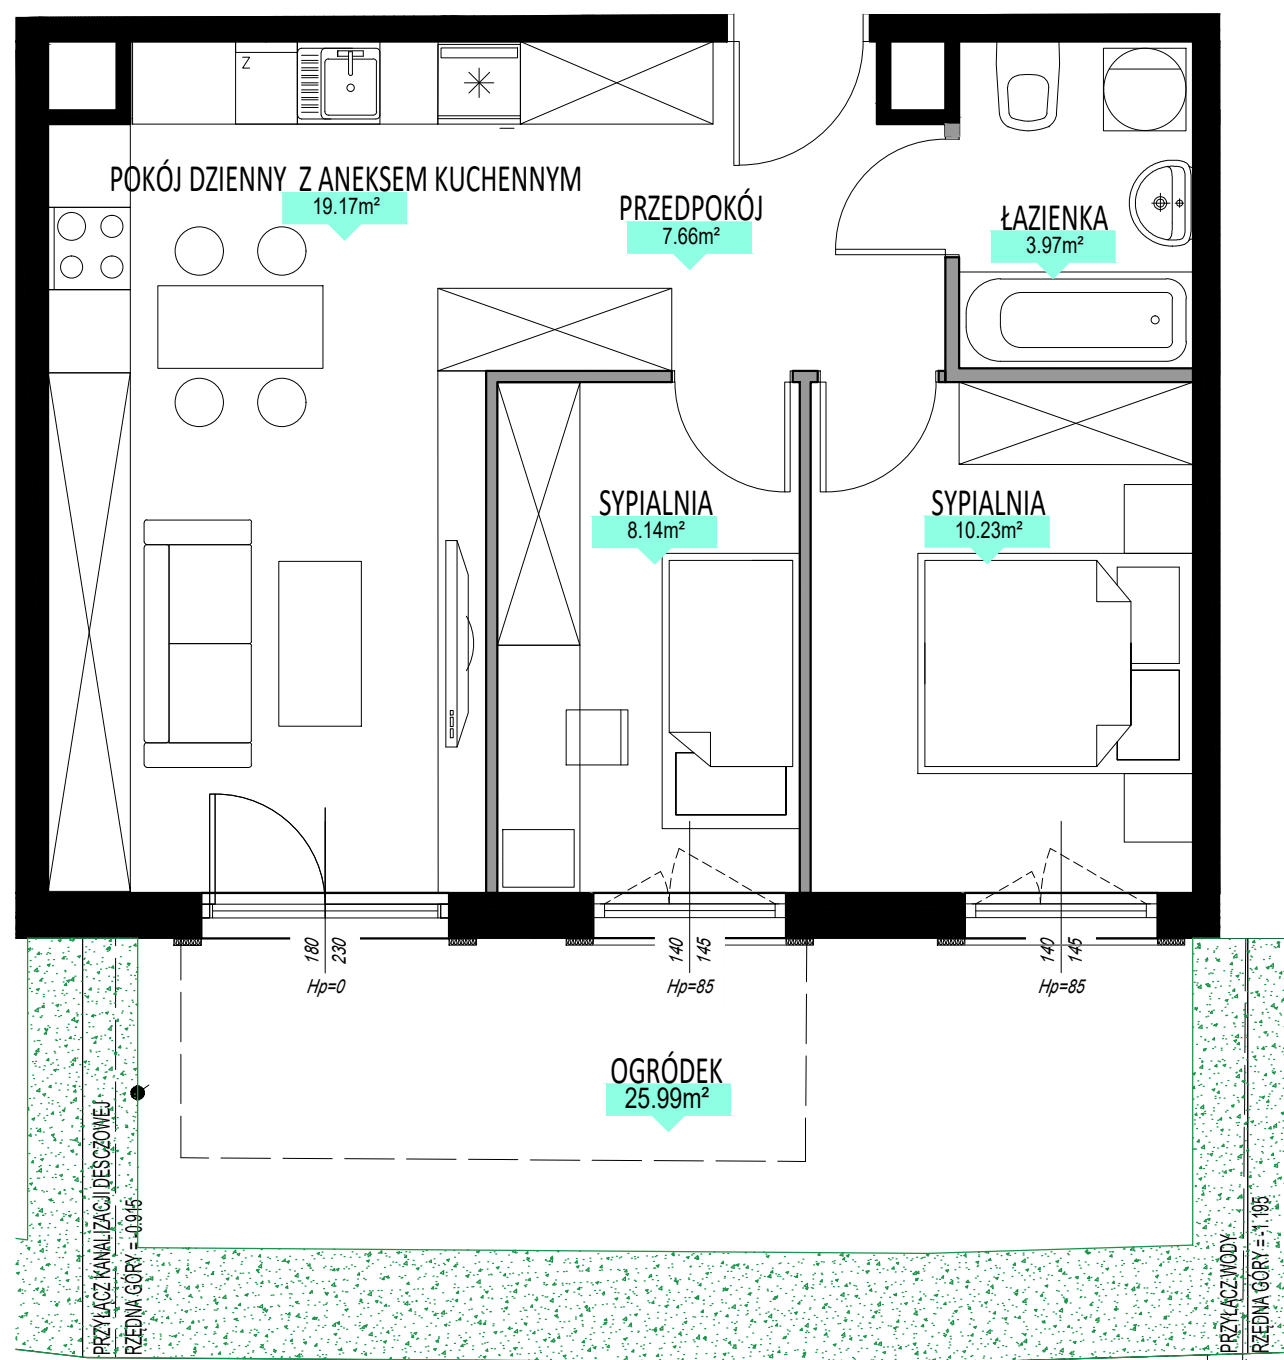 Z
POKÓJ DZIENNY Z ANEKSEM KUCHENNYM
19.17m²
PRZEDPOKÓJ
7.66m²
ŁAZIENKA
3.97m²
SYPIALNIA
8.14m²
SYPIALNIA
10.23m²
180
230
Hp=0
140
145
Hp=85
140
145
Hp=85
OGRÓDEK
25.99m²
PRZYŁĄCZ KANALIZACJI DESCZOWEJ
RZĘDNA GÓRY = -0.915
PRZYŁĄCZ WODY
RZĘDNA GÓRY = -1.195